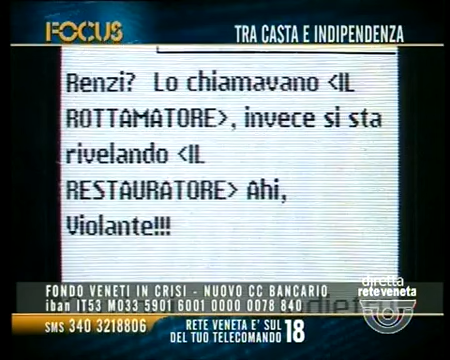 FOCUS
TRA CASTA E INDIPENDENZA
Renzi? Lo chiamavano <IL
ROTTAMATORE>, invece si sta
rivelando <IL
RESTAURATORE> Ahi,
Violante!!!
diretta
reteveneta
FONDO VENETI IN CRISI - NUOVO CC BANCARIO
iban IT53 M033 5901 6001 0000 0078 840
SMS 340 3218806
RETE VENETA E' SUL
DEL TUO TELECOMANDO 18